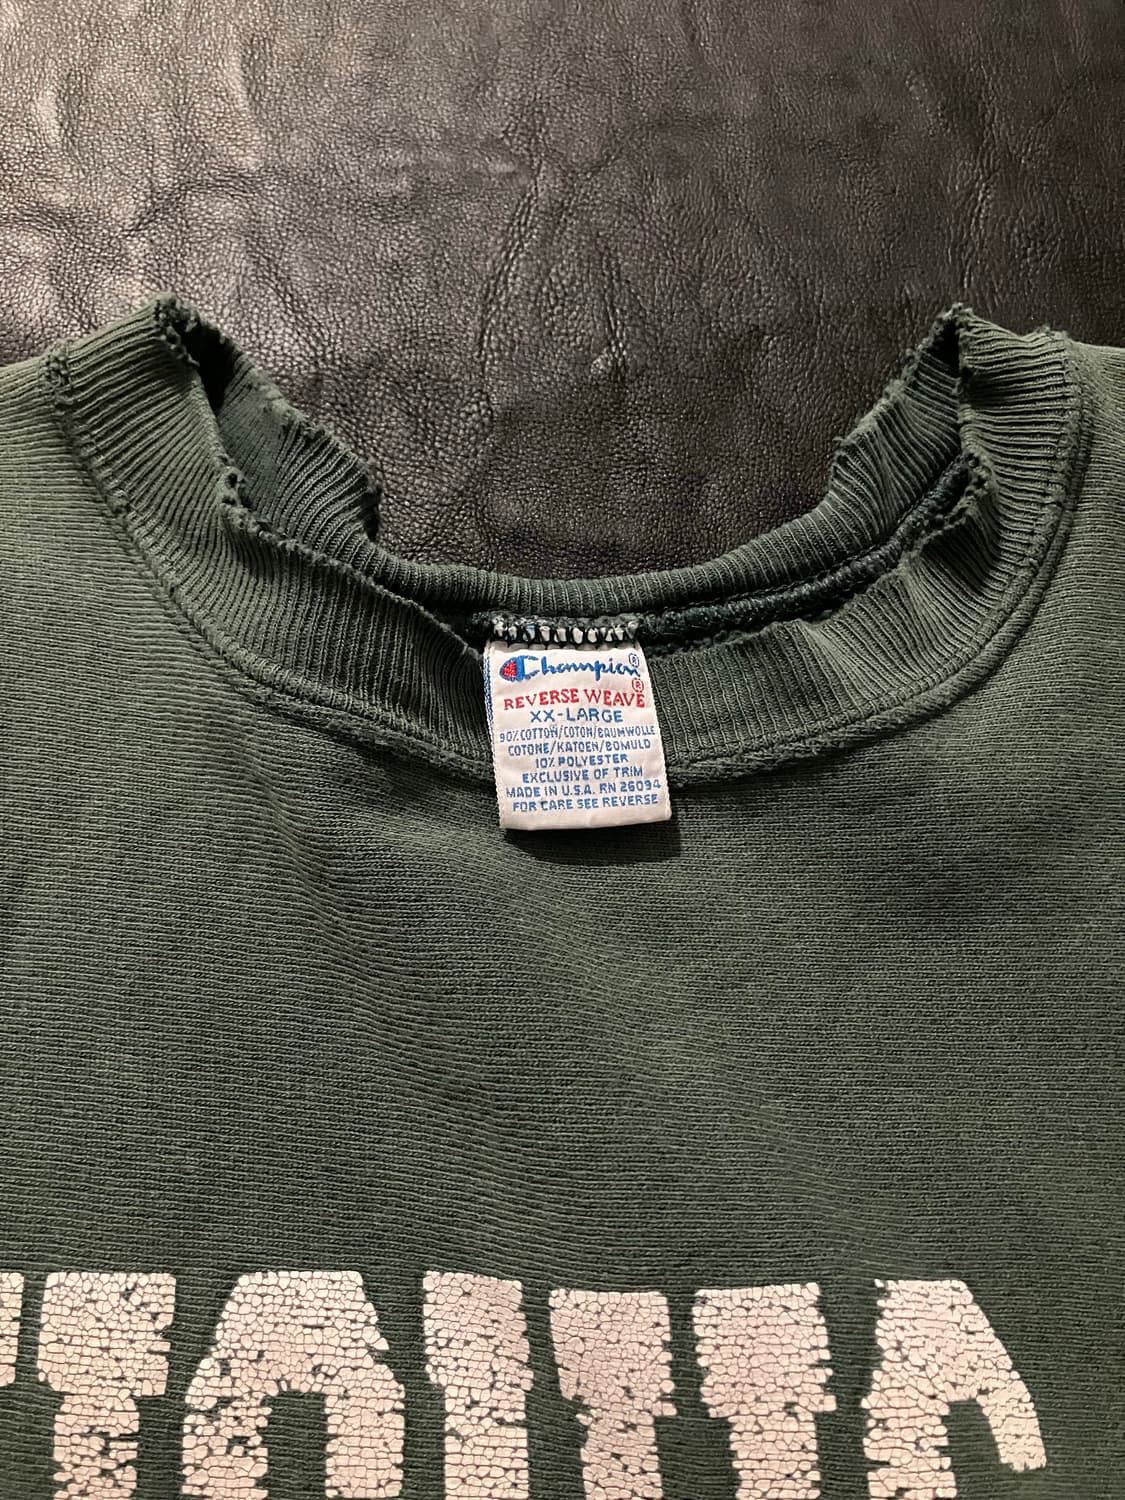 Champion®
REVERSE WEAVE®
XX-LARGE
90% COTTON/COTON/BAUMWOLLE
COTONE/KATOEN/BOMULD
10% POLYESTER
EXCLUSIVE OF TRIM
MADE IN U.S.A. RN 26094
FOR CARE SEE REVERSE